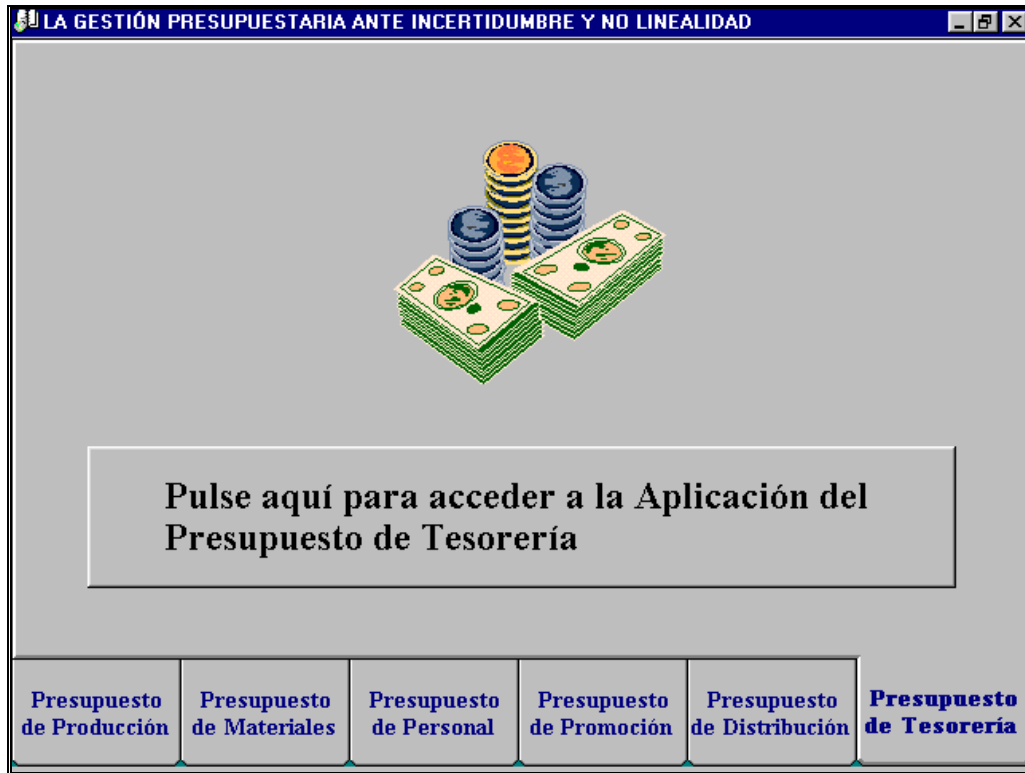 LA GESTIÓN PRESUPUESTARIA ANTE INCERTIDUMBRE Y NO LINEALIDAD
Pulse aquí para acceder a la Aplicación del
Presupuesto de Tesorería
Presupuesto
de Producción
Presupuesto
de Materiales
Presupuesto
de Personal
Presupuesto
de Promoción
Presupuesto
de Distribución
Presupuesto
de Tesorería